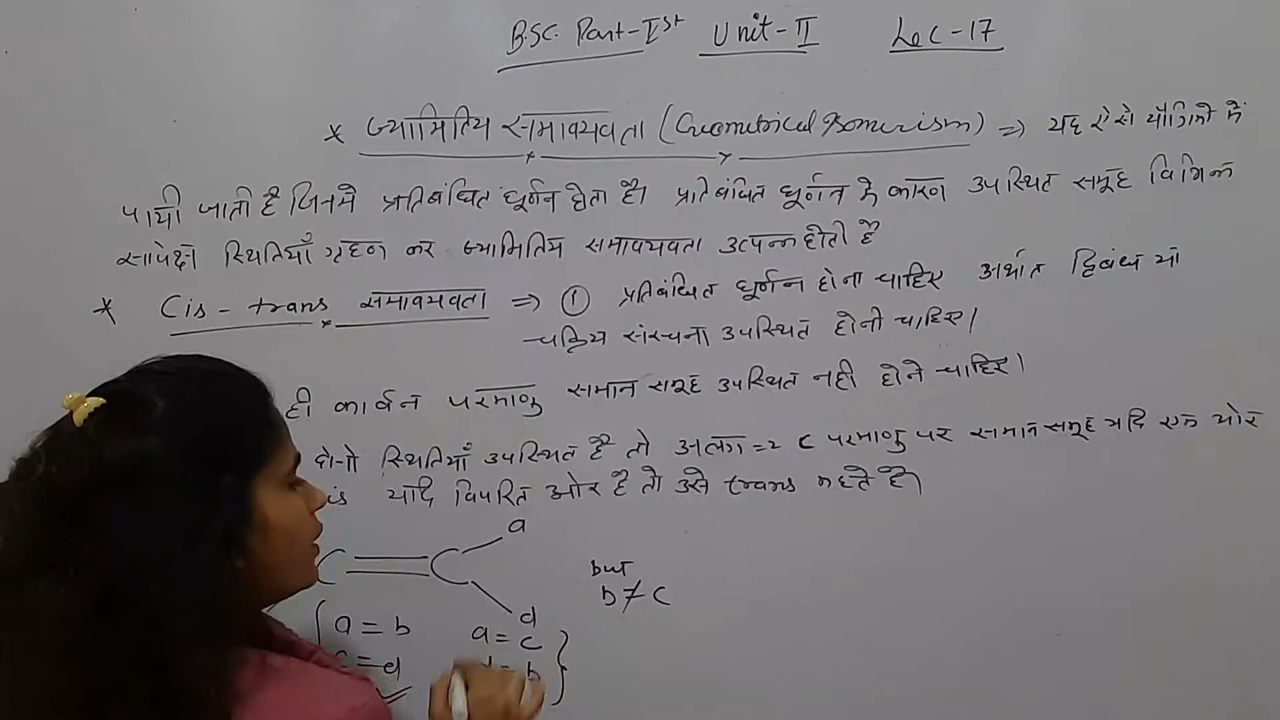 B.SC. Part-Ist Unit-II Lec-17
* ज्यामितिय समावयवता (Geometrical Isomerism) => यह ऐसे यौगिको मे
पायी जाती है जिनमे प्रतिबंधित घूर्णन होता है। प्रतिबंधित घूर्णन के कारण उपस्थित समूह विभिन्न
सापेक्ष स्थितियाँ ग्रहण कर ज्यामितिय समावयवता उत्पन्न होती है
* Cis-trans समावयवता => ① प्रतिबंधित घूर्णन होना चाहिए अर्थात द्विबंध या
चक्रिय संरचना उपस्थित होनी चाहिए।
ही कार्बन परमाणु समान समूह उपस्थित नही होने चाहिए।
दोनो स्थितियाँ उपस्थित है तो अलग=2 C परमाणु पर समान समूह यदि एक ओर
is यदि विपरित ओर है तो उसे trans कहते है।
a
C = C
d
but
b ≠ c
a = b a = c
c = d d = b